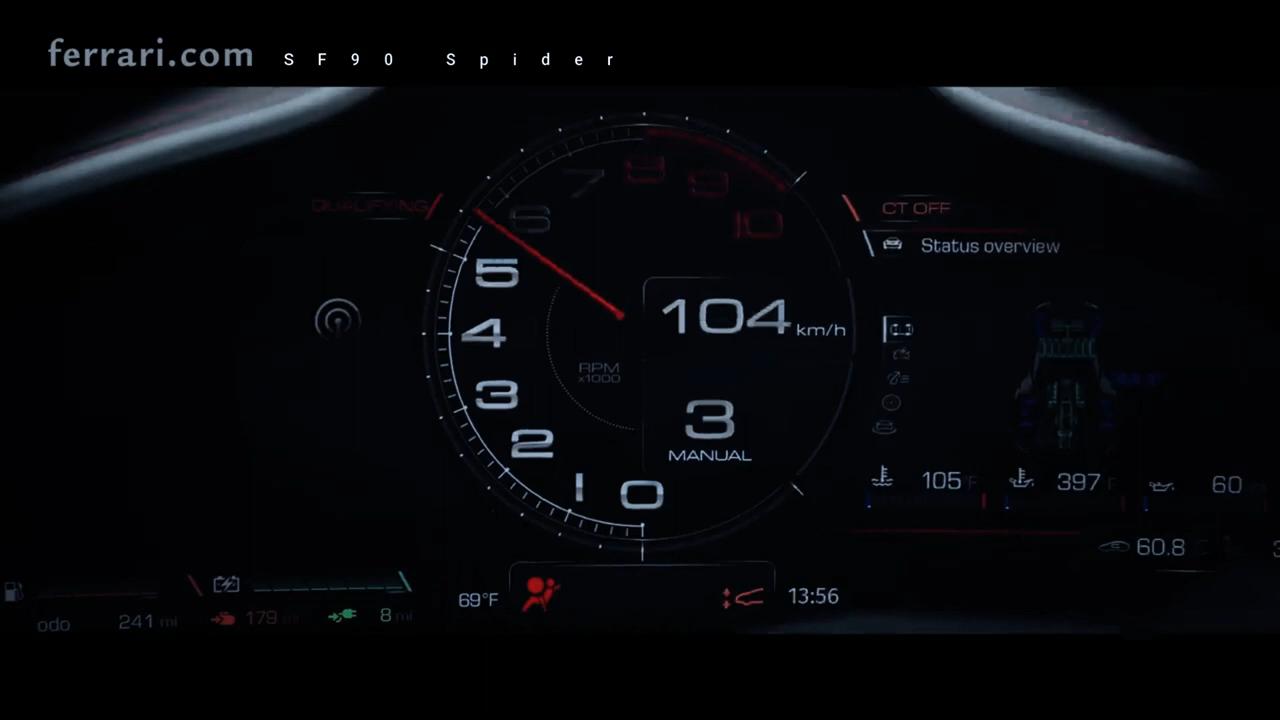 ferrari.com SF90 Spider
QUALIFYING
7 8 9 10
6
5
4
3
2
1 0
RPM
x1000
104 km/h
3
MANUAL
CT OFF
Status overview
105°F 397 F 60
60.8
69°F 13:56
odo 241 mi 179 mi 8 mi